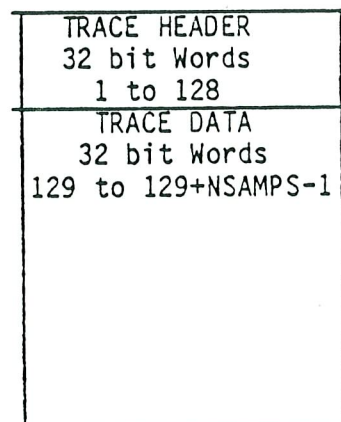 TRACE HEADER
32 bit Words
1 to 128
TRACE DATA
32 bit Words
129 to 129+NSAMPS-1